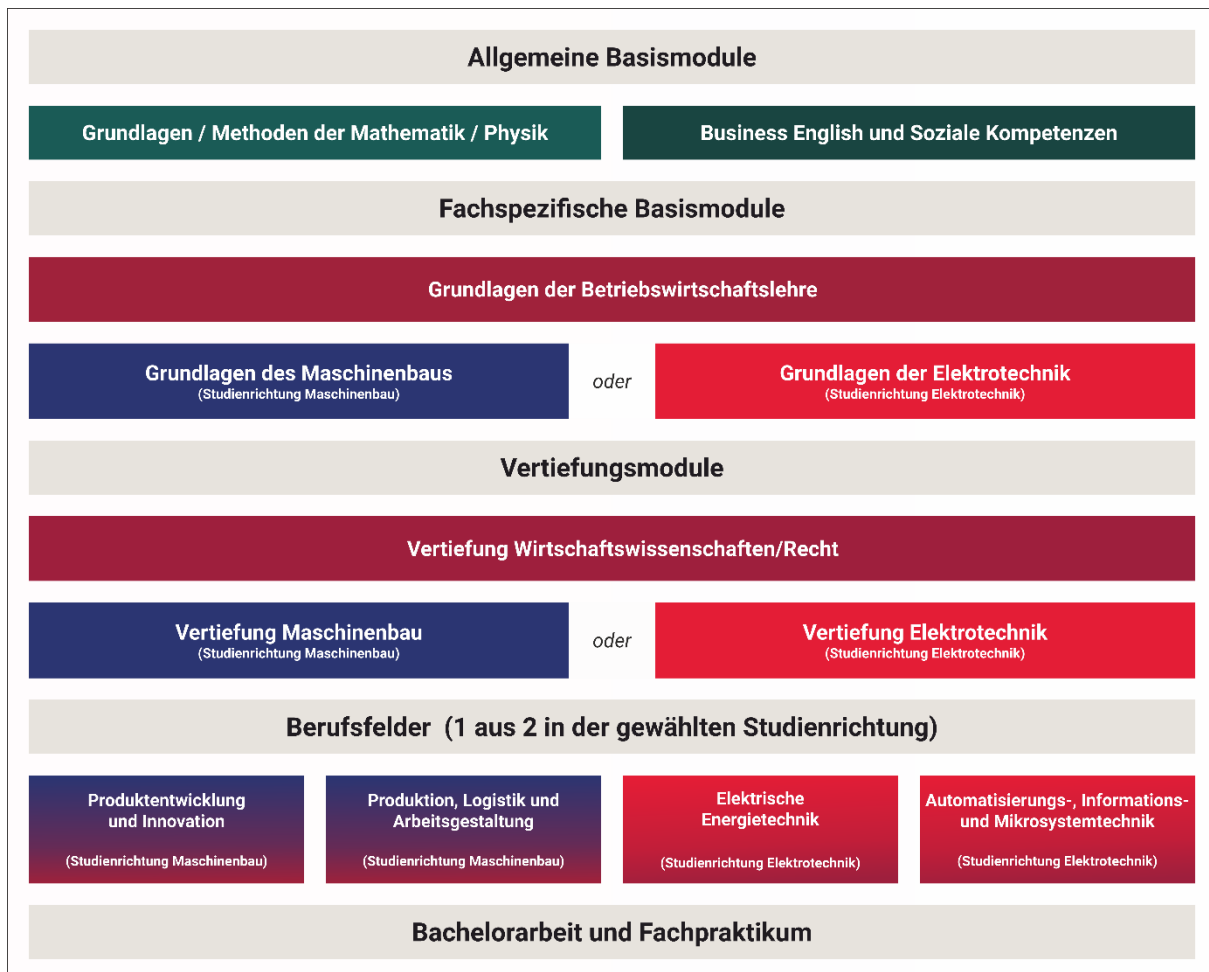 Allgemeine Basismodule
Grundlagen / Methoden der Mathematik / Physik
Business English und Soziale Kompetenzen
Fachspezifische Basismodule
Grundlagen der Betriebswirtschaftslehre
Grundlagen des Maschinenbaus
(Studienrichtung Maschinenbau)
oder
Grundlagen der Elektrotechnik
(Studienrichtung Elektrotechnik)
Vertiefungsmodule
Vertiefung Wirtschaftswissenschaften/Recht
Vertiefung Maschinenbau
(Studienrichtung Maschinenbau)
oder
Vertiefung Elektrotechnik
(Studienrichtung Elektrotechnik)
Berufsfelder (1 aus 2 in der gewählten Studienrichtung)
Produktentwicklung
und Innovation
(Studienrichtung Maschinenbau)
Produktion, Logistik und
Arbeitsgestaltung
(Studienrichtung Maschinenbau)
Elektrische
Energietechnik
(Studienrichtung Elektrotechnik)
Automatisierungs-, Informations-
und Mikrosystemtechnik
(Studienrichtung Elektrotechnik)
Bachelorarbeit und Fachpraktikum